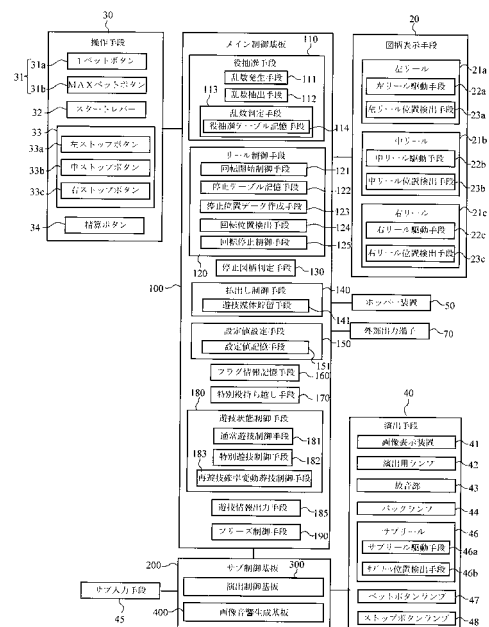 30
操作手段
31a
1ベットボタン
31
31b
MAXベットボタン
32
スタートレバー
33
33a
左ストップボタン
33b
中ストップボタン
33c
右ストップボタン
34
精算ボタン
100
メイン制御基板
110
役抽選手段
乱数発生手段
111
乱数抽出手段
112
113
乱数判定手段
役抽選テーブル記憶手段
114
リール制御手段
回転開始制御手段
121
停止テーブル記憶手段
122
停止位置データ作成手段
123
回転位置検出手段
124
回転停止制御手段
125
120
停止図柄判定手段
130
払出し制御手段
140
遊技媒体貯留手段
141
設定値設定手段
150
設定値記憶手段
151
フラグ情報記憶手段
160
特別役持ち越し手段
170
180
遊技状態制御手段
通常遊技制御手段
181
特別遊技制御手段
182
183
再遊技確率変動遊技制御手段
遊技情報出力手段
185
フリーズ制御手段
190
20
図柄表示手段
左リール
21a
左リール駆動手段
22a
左リール位置検出手段
23a
中リール
21b
中リール駆動手段
22b
中リール位置検出手段
23b
右リール
21c
右リール駆動手段
22c
右リール位置検出手段
23c
ホッパー装置
50
外部出力端子
70
200
サブ制御基板
300
演出制御基板
400
画像音響生成基板
サブ入力手段
45
40
演出手段
画像表示装置
41
演出用ランプ
42
放音部
43
バックランプ
44
サブリール
46
サブリール駆動手段
46a
サブリール位置検出手段
46b
ベットボタンランプ
47
ストップボタンランプ
48